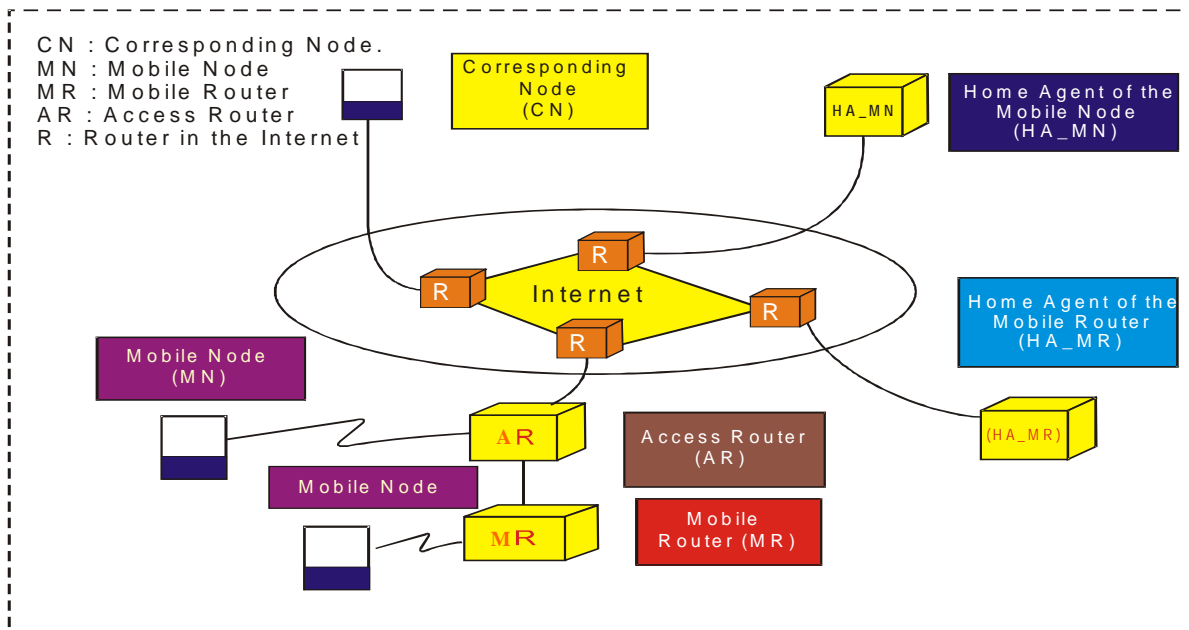 CN : Corresponding Node.
MN : Mobile Node
MR : Mobile Router
AR : Access Router
R : Router in the Internet
Corresponding
Node
(CN)
HA_MN
Home Agent of the
Mobile Node
(HA_MN)
R
R
Internet
R
R
Home Agent of the
Mobile Router
(HA_MR)
Mobile Node
(MN)
AR
Access Router
(AR)
(HA_MR)
Mobile Node
MR
Mobile
Router (MR)